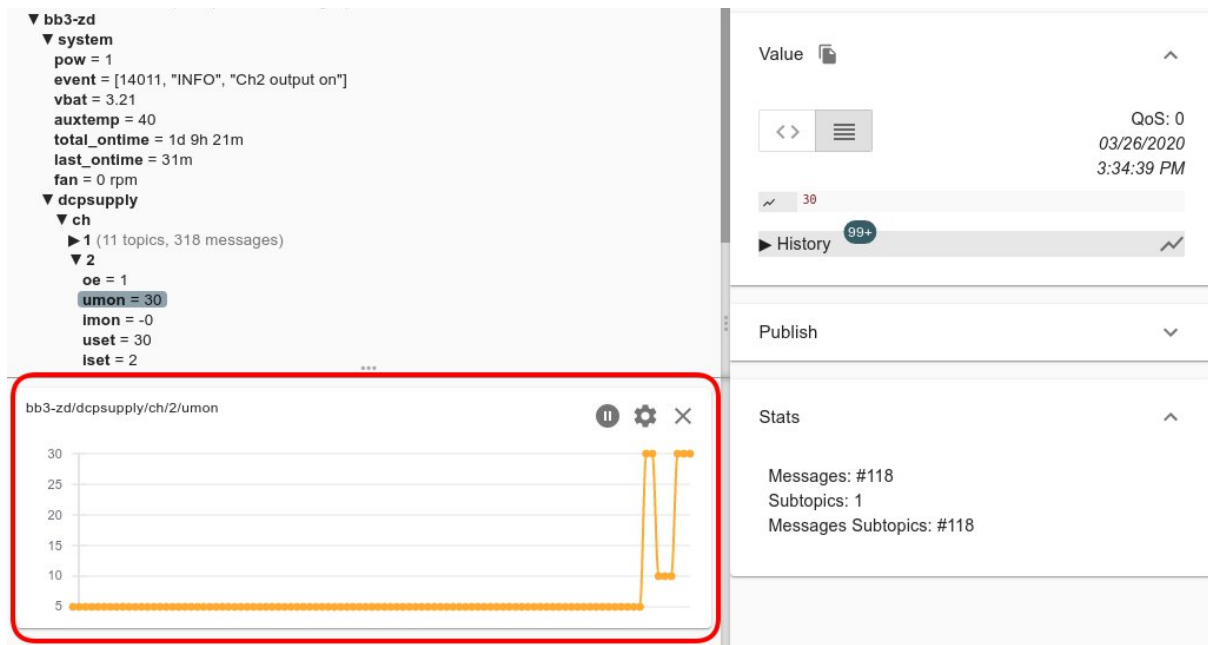 ▼ bb3-zd
▼ system
pow = 1
event = [14011, "INFO", "Ch2 output on"]
vbat = 3.21
auxtemp = 40
total_ontime = 1d 9h 21m
last_ontime = 31m
fan = 0 rpm
▼ dcpsupply
▼ ch
▶ 1 (11 topics, 318 messages)
▼ 2
oe = 1
umon = 30
imon = -0
uset = 30
iset = 2
bb3-zd/dcpsupply/ch/2/umon
30
25
20
15
10
5
Value
QoS: 0
03/26/2020
3:34:39 PM
30
▶ History 99+
Publish
Stats
Messages: #118
Subtopics: 1
Messages Subtopics: #118